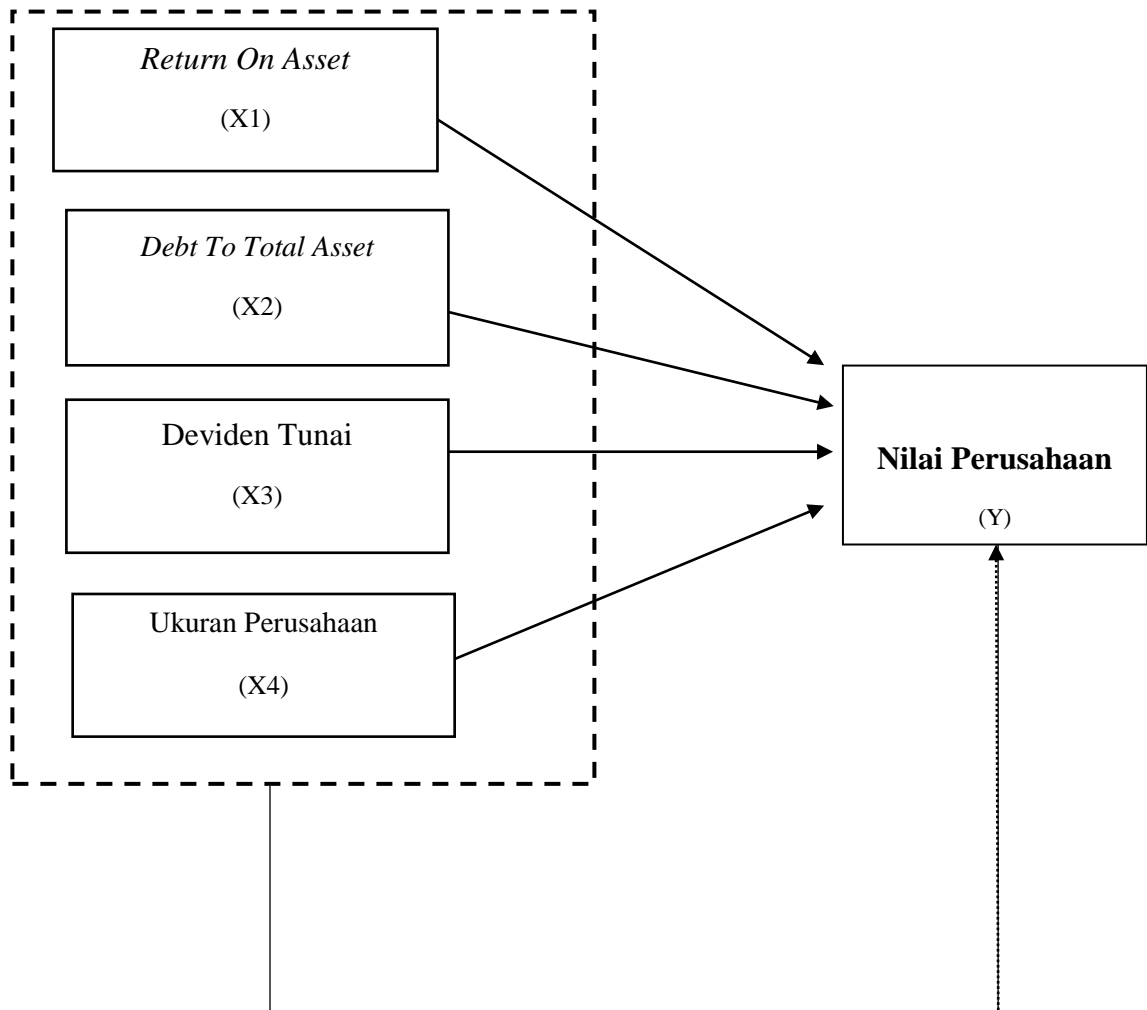 Return On Asset
(X1)
Debt To Total Asset
(X2)
Deviden Tunai
(X3)
Ukuran Perusahaan
(X4)
Nilai Perusahaan
(Y)